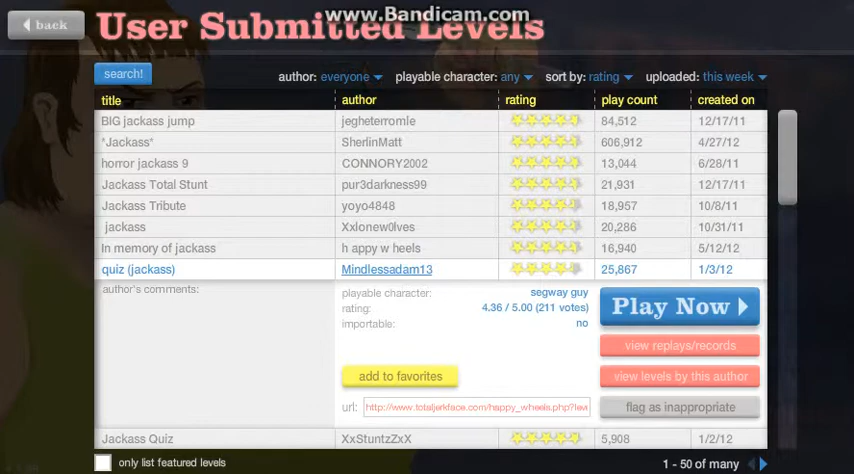 www.Bandicam.com
back
User Submitted Levels
search!
author: everyone playable character: any sort by: rating uploaded: this week
title author rating play count created on
BIG jackass jump jegheterromle 84,512 12/17/11
*Jackass* SherlinMatt 606,912 4/27/12
horror jackass 9 CONNORY2002 13,044 6/28/11
Jackass Total Stunt pur3darkness99 21,931 12/17/11
Jackass Tribute yoyo4848 18,957 10/8/11
jackass Xxlonew0lves 20,286 10/31/11
In memory of jackass h appy w heels 16,940 5/12/12
quiz (jackass) Mindlessadam13 25,867 1/3/12
author's comments:
playable character: segway guy
rating: 4.36 / 5.00 (211 votes)
importable: no
Play Now
view replays/records
add to favorites
view levels by this author
url: http://www.totaljerkface.com/happy_wheels.php?lev
flag as inappropriate
Jackass Quiz XxStuntzZxX 5,908 1/2/12
only list featured levels
1 - 50 of many